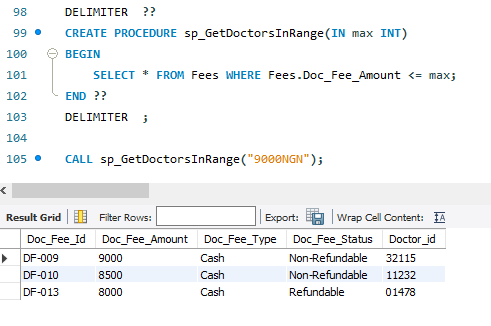 98 DELIMITER ??
99 CREATE PROCEDURE sp_GetDoctorsInRange(IN max INT)
100 BEGIN
101 SELECT * FROM Fees WHERE Fees.Doc_Fee_Amount <= max;
102 END ??
103 DELIMITER ;
104
105 CALL sp_GetDoctorsInRange("9000NGN");
Result Grid Filter Rows: Export: Wrap Cell Content: IA
Doc_Fee_Id Doc_Fee_Amount Doc_Fee_Type Doc_Fee_Status Doctor_id
DF-009 9000 Cash Non-Refundable 32115
DF-010 8500 Cash Non-Refundable 11232
DF-013 8000 Cash Refundable 01478